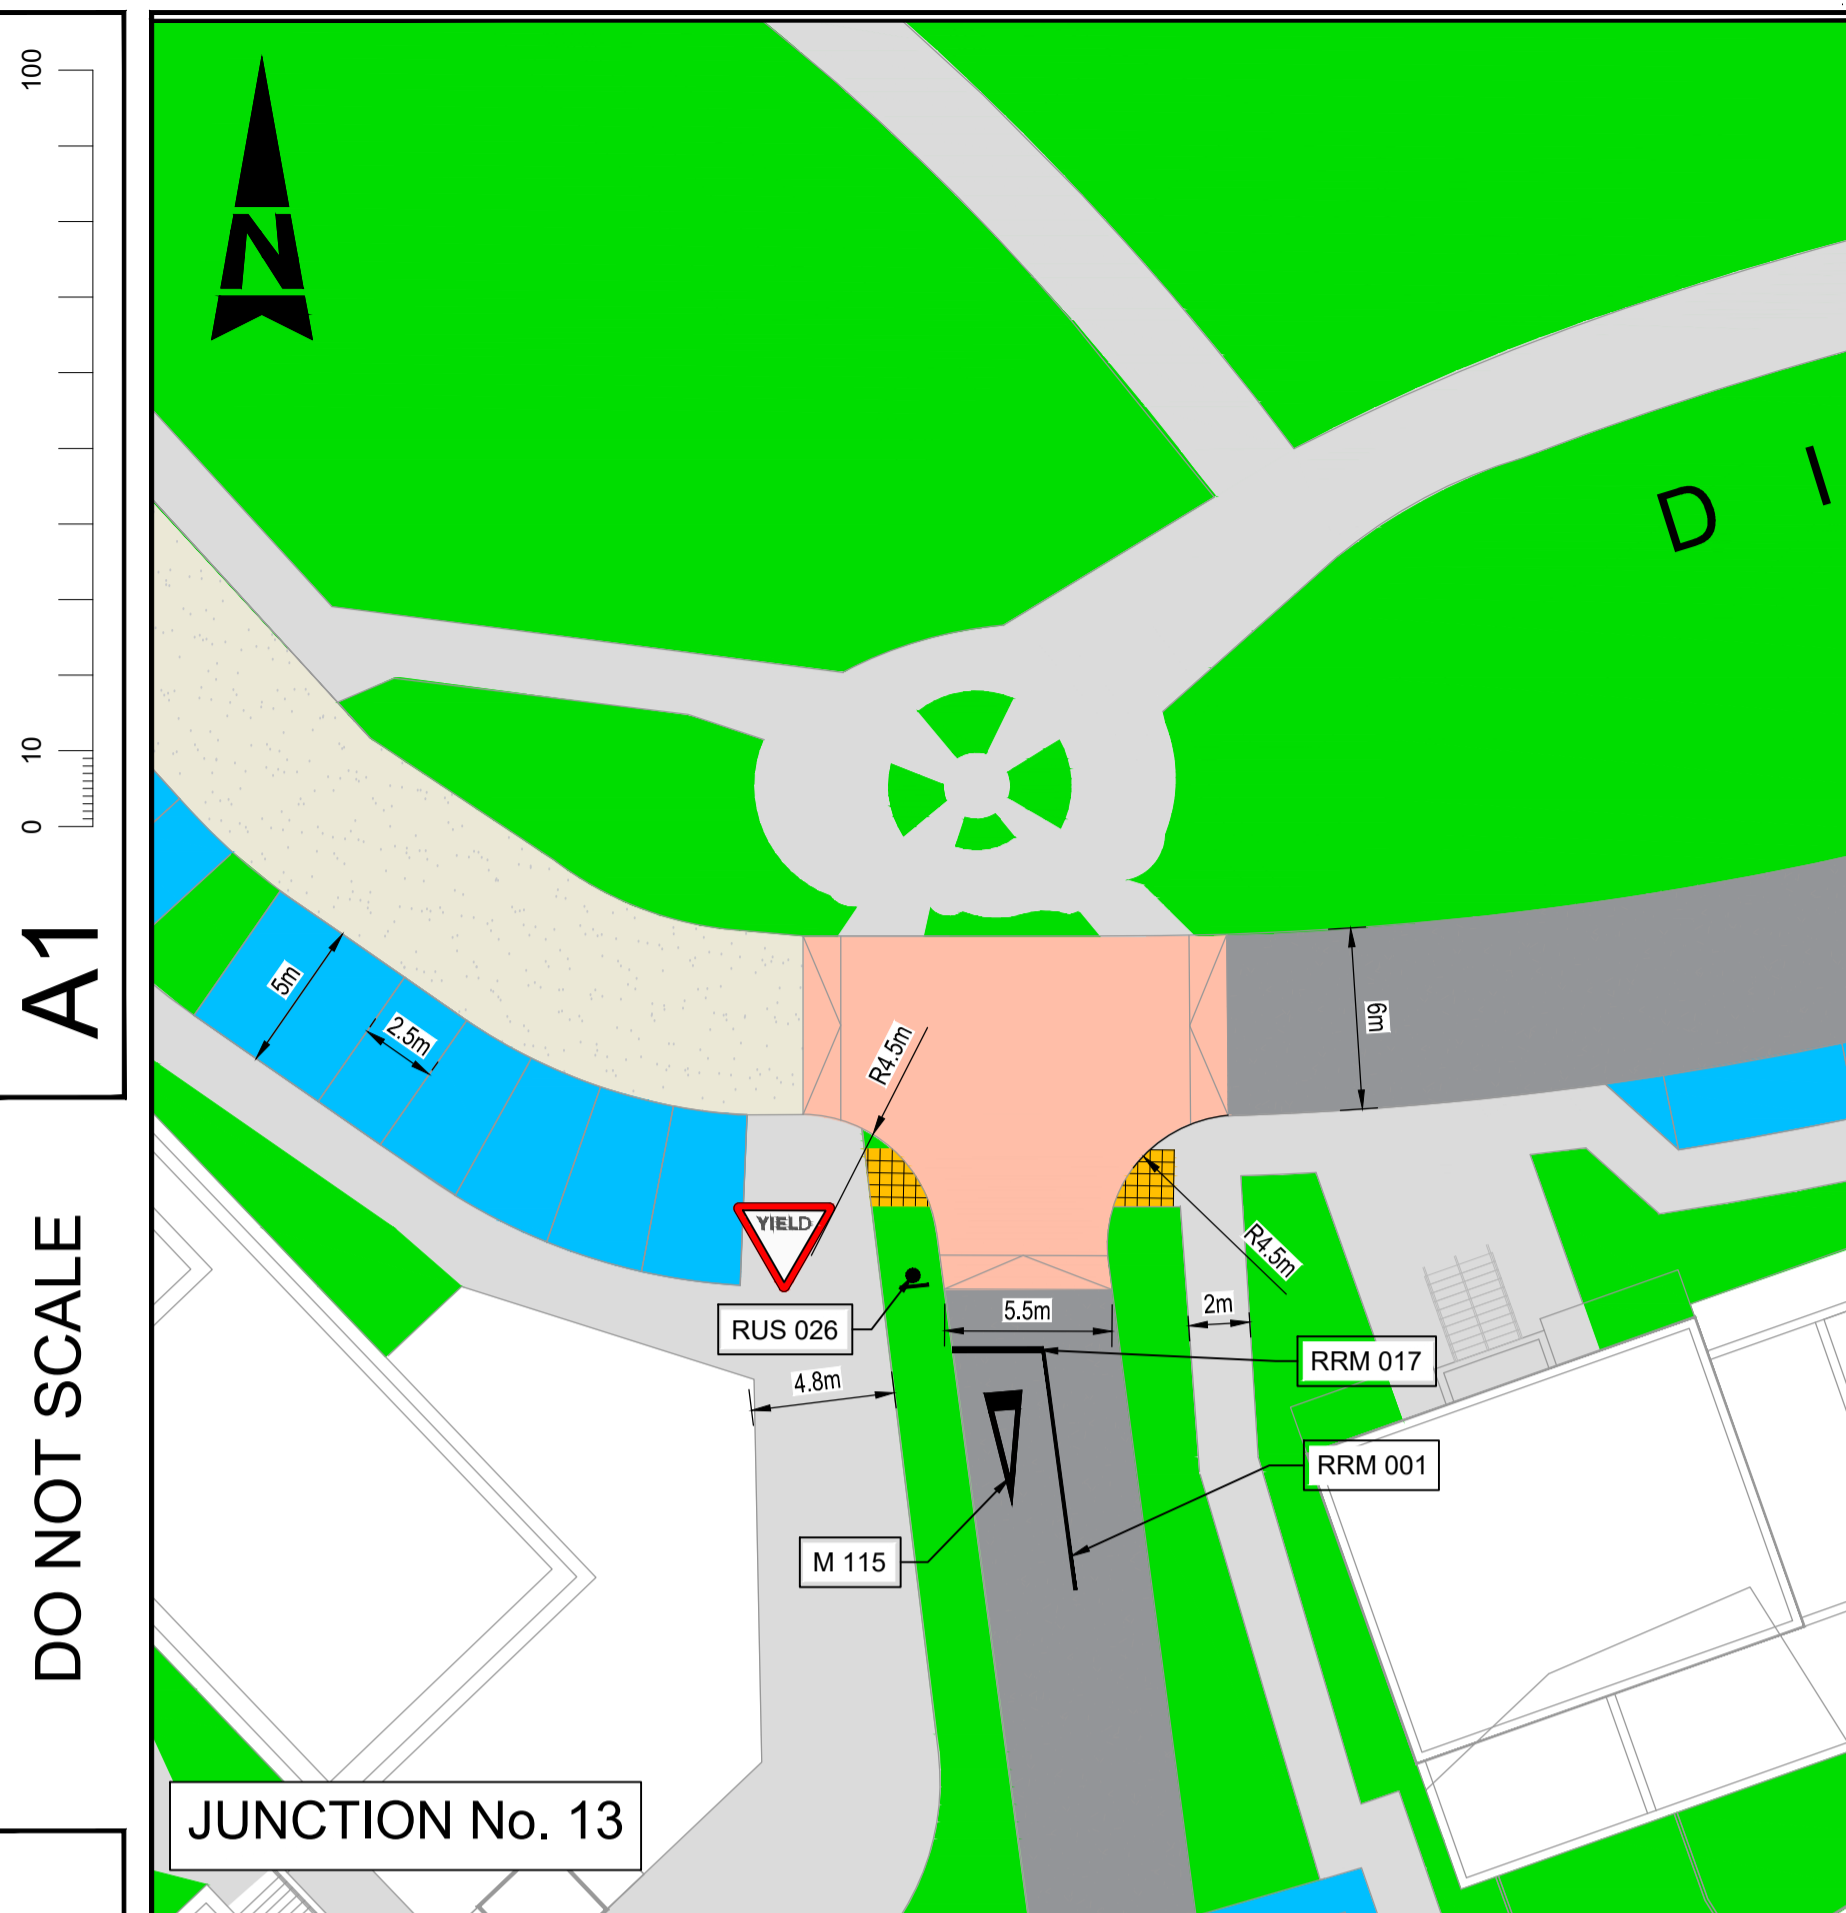 100
10
0
A1
DO NOT SCALE
N
D I
5m
2.5m
R4.5m
6m
YIELD
R4.5m
RUS 026
5.5m
2m
RRM 017
4.8m
RRM 001
M 115
JUNCTION No. 13